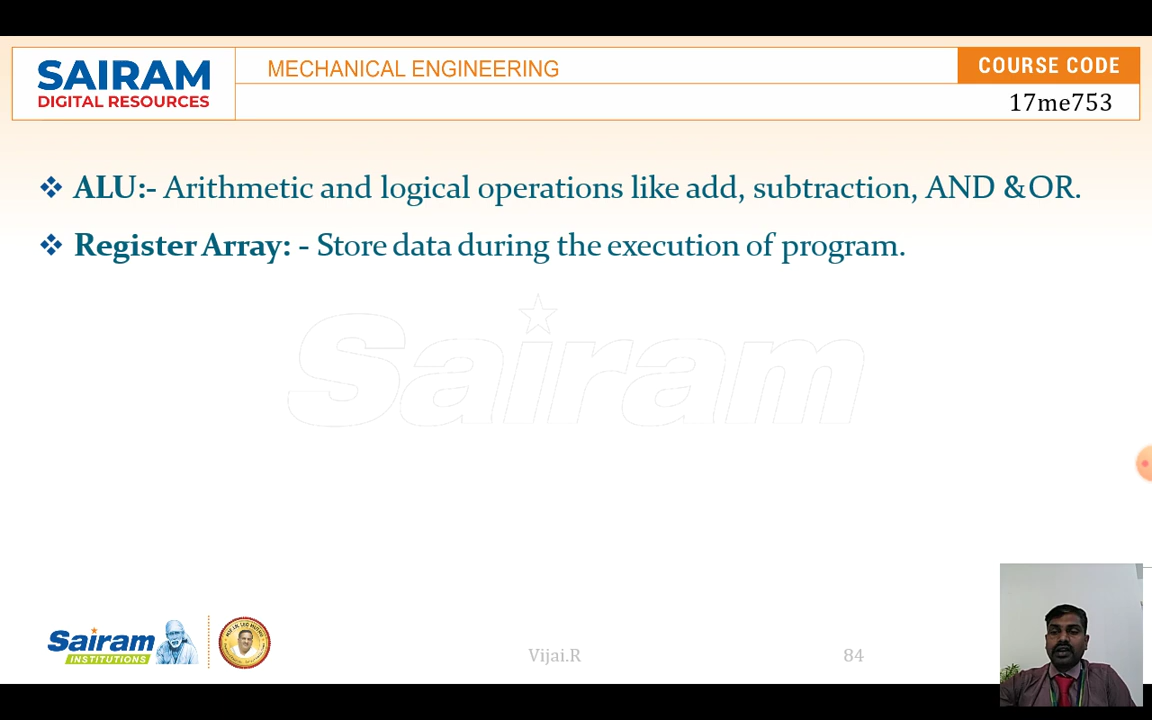 SAIRAM
DIGITAL RESOURCES
MECHANICAL ENGINEERING
COURSE CODE
17me753
❖ ALU:- Arithmetic and logical operations like add, subtraction, AND &OR.
❖ Register Array: - Store data during the execution of program.
Sairam
Sairam
INSTITUTIONS
Vijai.R
84